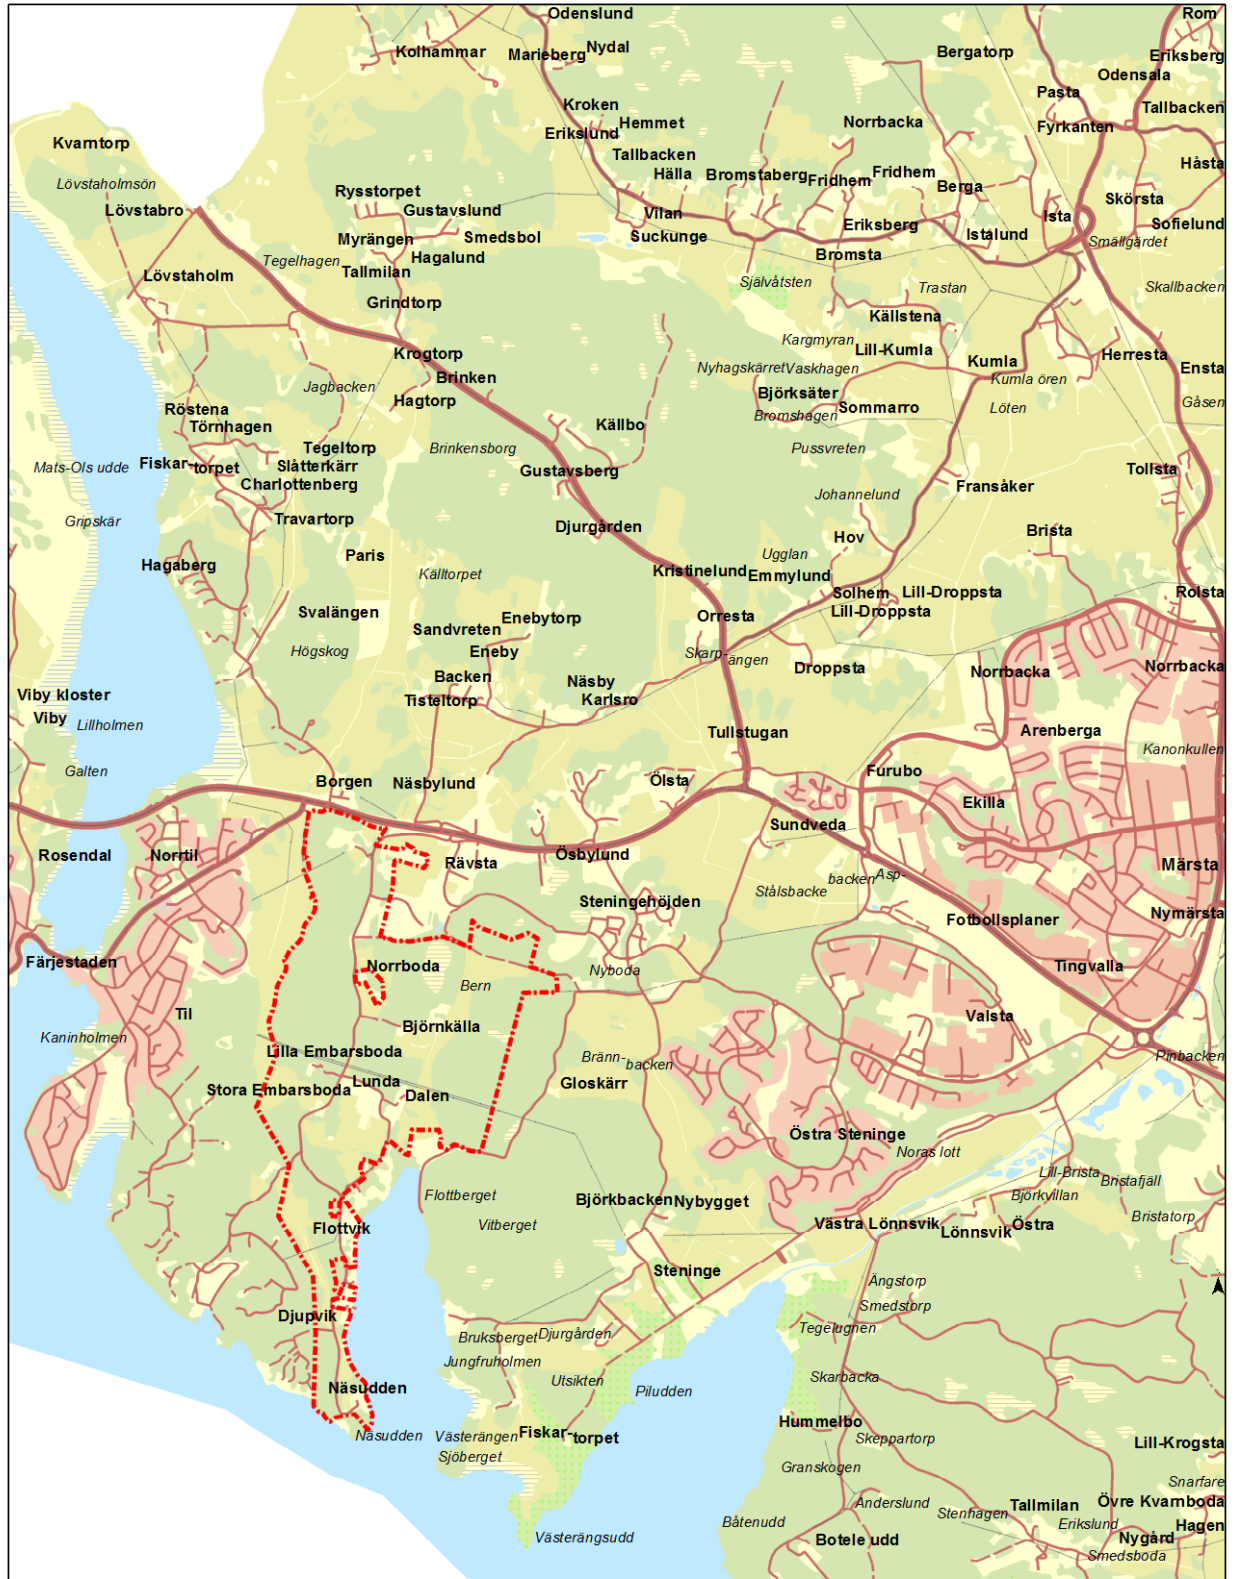 Odenslund
Rom
Kolhammar
Marieberg
Nydal
Bergatorp
Eriksberg
Odensala
Pasta
Kroken
Tallbacken
Hemmet
Norrbacka
Fyrkanten
Erikslund
Kvarntorp
Tallbacken
Hälla
Bromstaberg
Fridhem
Fridhem
Håsta
Lövstaholmsön
Rysstorpet
Berga
Skörsta
Lövstabro
Gustavslund
Vilan
Eriksberg
Ista
Sofielund
Myrängen
Smedsbol
Suckunge
Istalund
Smällgärdet
Tegelhagen
Hagalund
Bromsta
Lövstaholm
Tallmilan
Självåtsten
Trastan
Skallbacken
Grindtorp
Källstena
Kargmyran
Krogtorp
Lill-Kumla
Herresta
Nyhagskärret
Vaskhagen
Kumla
Ensta
Brinken
Kumla ören
Jagbacken
Björksäter
Hagtorp
Gåsen
Röstena
Bromshagen
Sommarro
Löten
Törnhagen
Källbo
Tegeltorp
Brinkensborg
Pussvreten
Fiskar-
torpet
Slåtterkärr
Mats-Ols udde
Gustavsberg
Tollsta
Charlottenberg
Fransåker
Johannelund
Gripskär
Travartorp
Djurgården
Hov
Brista
Paris
Ugglan
Hagaberg
Källtorpet
Kristinelund
Emmylund
Solhem
Lill-Droppsta
Rolsta
Svalängen
Enebytorp
Orresta
Lill-Droppsta
Sandvreten
Högskog
Eneby
Skarp-
ängen
Droppsta
Norrbacka
Norrbacka
Backen
Näsby
Viby kloster
Tisteltorp
Karlsro
Viby
Lillholmen
Tullstugan
Arenberga
Kanonkullen
Galten
Borgen
Näsbylund
Ölsta
Furubo
Ekilla
Sundveda
Rosendal
Norrtil
Rävsta
Ösbylund
Märsta
backen
Asp-
Stålsbacke
Steningehöjden
Fotbollsplaner
Nymärsta
Färjestaden
Norrboda
Nyboda
Tingvalla
Bern
Til
Björnkälla
Valsta
Kaninholmen
Lilla Embarsboda
Bränn-
backen
Pinbacken
Stora Embarsboda
Lunda
Gloskärr
Dalen
Östra Steninge
Noras lott
Lill-Brista
Bristafjäll
Flottberget
Björkbacken
Nybygget
Björkvillan
Flottvik
Vitberget
Västra Lönnsvik
Lönnsvik
Östra
Bristatorp
Steninge
Ängstorp
Smedstorp
Djupvik
Bruksberget
Djurgården
Tegelugnen
Jungfruholmen
Utsikten
Skarbacka
Näsudden
Piludden
Hummelbo
Näsudden
Västerängen
Fiskar-
torpet
Skeppartorp
Lill-Krogsta
Sjöberget
Granskogen
Snarfare
Anderslund
Stenhagen
Tallmilan
Övre Kvarnboda
Båtenudd
Erikslund
Hagen
Västerängsudd
Botele udd
Nygård
Smedsboda